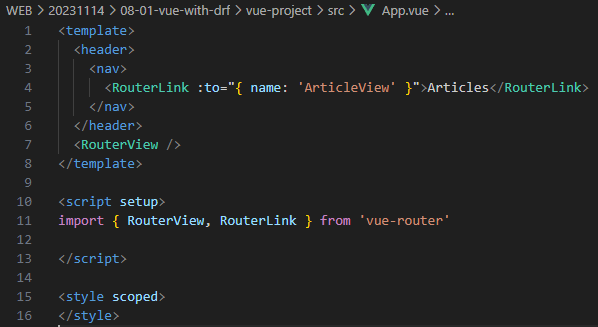 WEB > 20231114 > 08-01-vue-with-drf > vue-project > src > App.vue > ...
1 <template>
2   <header>
3     <nav>
4       <RouterLink :to="{ name: 'ArticleView' }">Articles</RouterLink>
5     </nav>
6   </header>
7   <RouterView />
8 </template>
9
10 <script setup>
11 import { RouterView, RouterLink } from 'vue-router'
12
13 </script>
14
15 <style scoped>
16 </style>